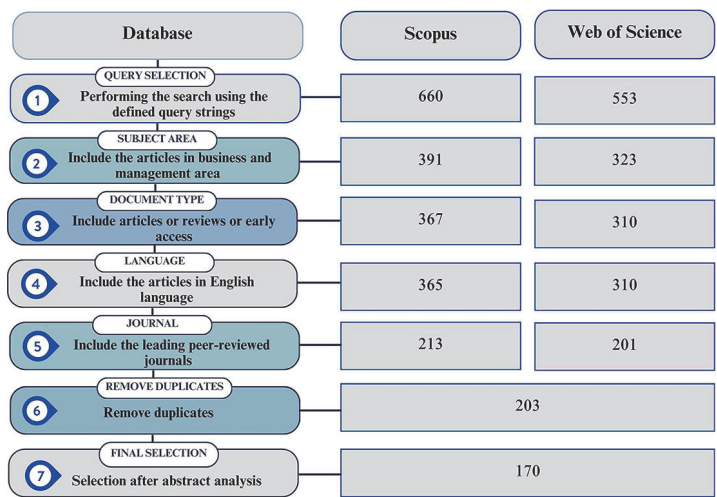 Database
Scopus
Web of Science
QUERY SELECTION
1
Performing the search using the
defined query strings
660
553
SUBJECT AREA
2
Include the articles in business and
management area
391
323
DOCUMENT TYPE
3
Include articles or reviews or early
access
367
310
LANGUAGE
4
Include the articles in English
language
365
310
JOURNAL
5
Include the leading peer-reviewed
journals
213
201
REMOVE DUPLICATES
6
Remove duplicates
203
FINAL SELECTION
7
Selection after abstract analysis
170